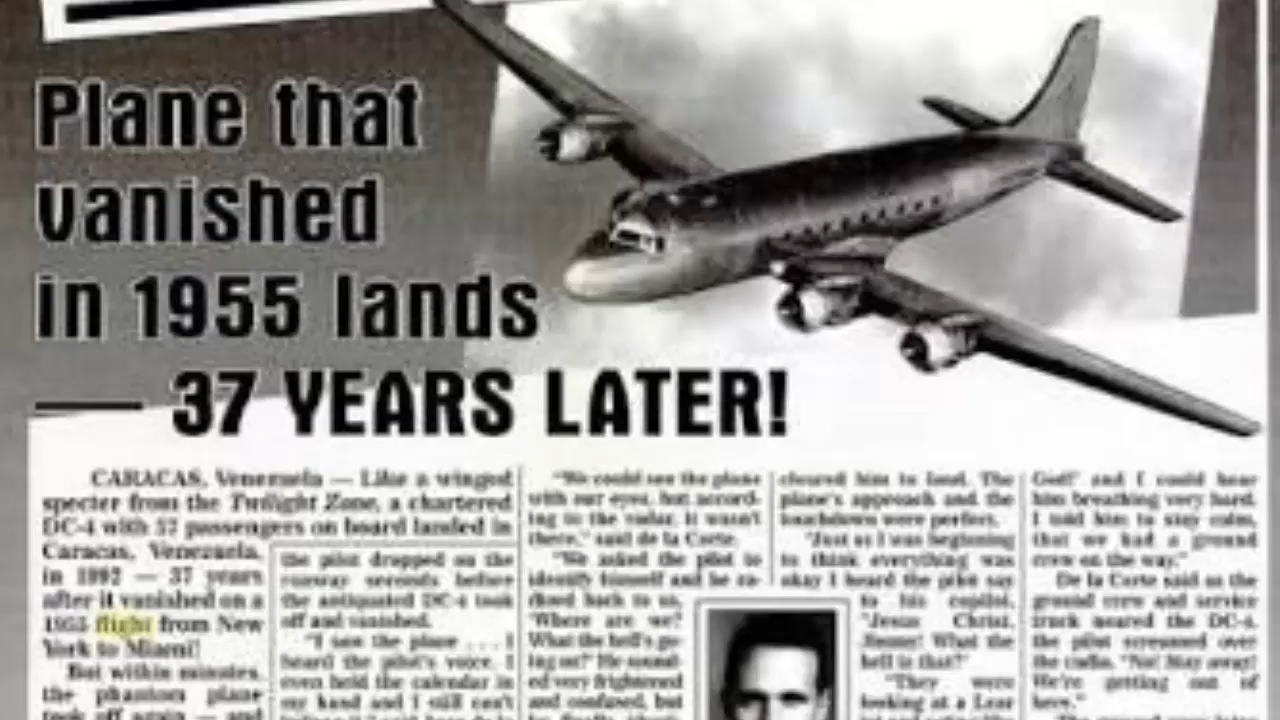 Plane that
vanished
in 1955 lands
— 37 YEARS LATER!
CARACAS, Venezuela — Like a winged
specter from the Twilight Zone, a chartered
DC-4 with 57 passengers on board landed in
Caracas, Venezuela,
in 1992 — 37 years
after it vanished on a
1955 flight from New
York to Miami!
But within minutes,
the phantom plane
took off again — and
the pilot dropped on the
runway seconds before
the antiquated DC-4 took
off and vanished.
"I saw the plane . . . I
heard the pilot's voice. I
even held the calendar in
my hand and I still can't
"We could see the plane
with our eyes, but accord-
ing to the radar, it wasn't
there," said de la Corte.
"We asked the pilot to
identify himself and he ra-
dioed back to us,
'Where are we?
What the hell's go-
ing on?' He sound-
ed very frightened
and confused, but
cleared him to land. The
plane's approach and the
touchdown were perfect.
"Just as I was beginning
to think everything was
okay I heard the pilot say
to his copilot,
'Jesus Christ,
Jimmy! What the
hell is that?'
"They were
looking at a Lear
God!' and I could hear
him breathing very hard.
I told him to stay calm,
that we had a ground
crew on the way."
De la Corte said as the
ground crew and service
truck neared the DC-4,
the pilot screamed over
the radio, "No! Stay away!
We're getting out of
here."